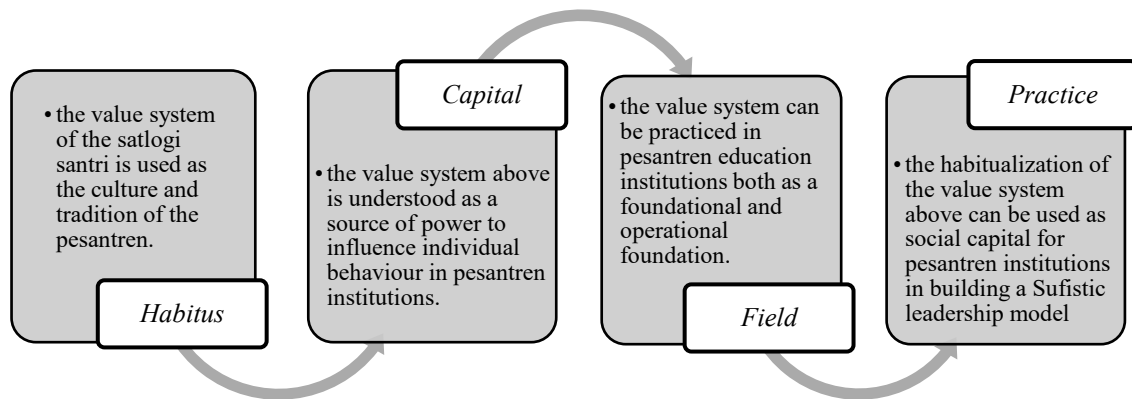 • the value system
of the satlogi
santri is used as
the culture and
tradition of the
pesantren.
Habitus
Capital
• the value system above
is understood as a
source of power to
influence individual
behaviour in pesantren
institutions.
• the value system can
be practiced in
pesantren education
institutions both as a
foundational and
operational
foundation.
Field
Practice
• the habitualization of
the value system
above can be used as
social capital for
pesantren institutions
in building a Sufistic
leadership model